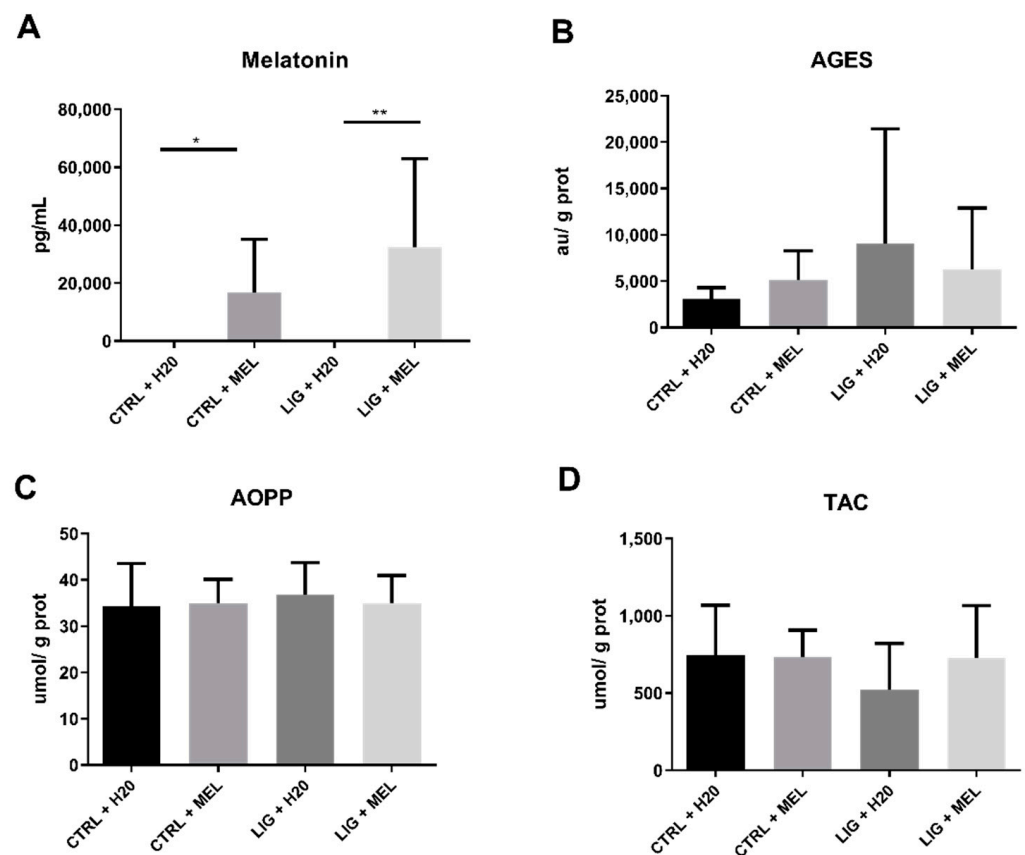 A
Melatonin
pg/mL
80,000
60,000
40,000
20,000
0
*
**
CTRL + H20
CTRL + MEL
LIG + H20
LIG + MEL
B
AGES
au/ g prot
25,000
20,000
15,000
10,000
5,000
0
CTRL + H20
CTRL + MEL
LIG + H20
LIG + MEL
C
AOPP
umol/ g prot
50
40
30
20
10
0
CTRL + H20
CTRL + MEL
LIG + H20
LIG + MEL
D
TAC
umol/ g prot
1,500
1,000
500
0
CTRL + H20
CTRL + MEL
LIG + H20
LIG + MEL